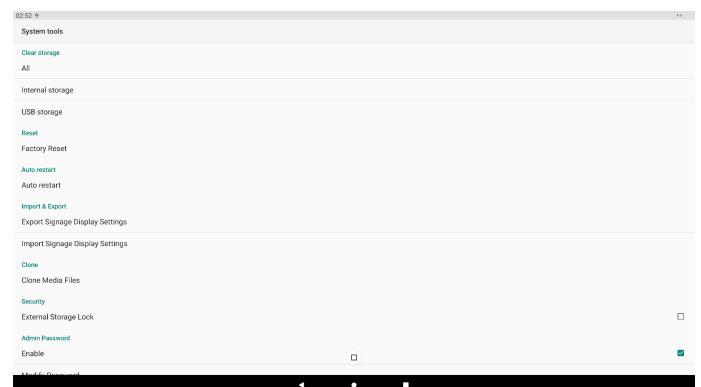 02:52
System tools
Clear storage
All
Internal storage
USB storage
Reset
Factory Reset
Auto restart
Auto restart
Import & Export
Export Signage Display Settings
Import Signage Display Settings
Clone
Clone Media Files
Security
External Storage Lock
Admin Password
Enable
Modify Password